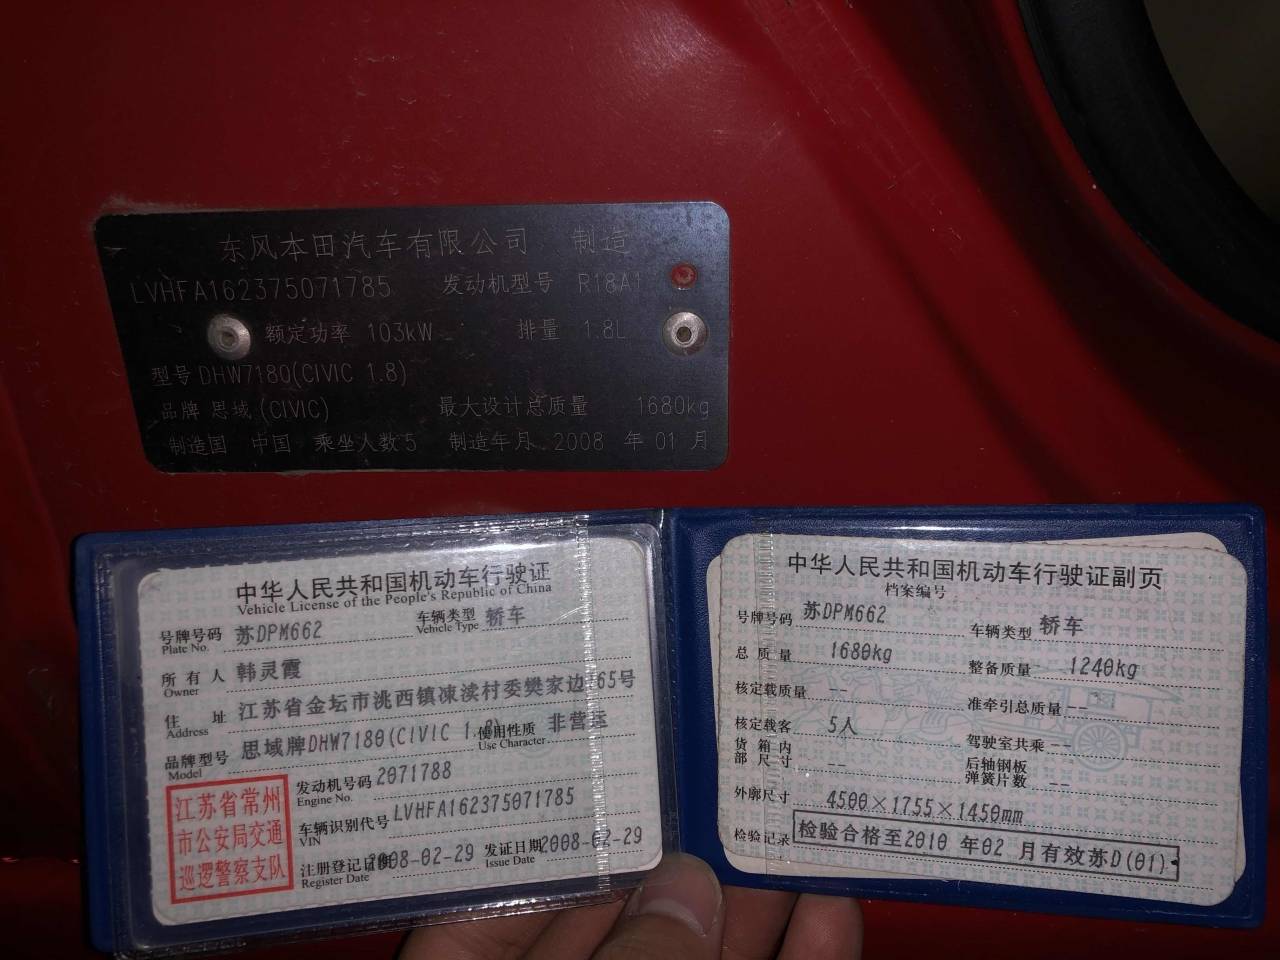 东风本田汽车有限公司 制造
LVHFA162375071785 发动机型号 R18A1
额定功率 103kW 排量 1.8L
型号 DHW7180(CIVIC 1.8)
品牌 思域 (CIVIC) 最大设计总质量 1680kg
制造国 中国 乘坐人数 5 制造年月 2008 年 01 月
中华人民共和国机动车行驶证
Vehicle License of the People's Republic of China
号牌号码 苏DPM662 车辆类型 轿车
Plate No. Vehicle Type
所有人 韩灵霞
Owner
住址 江苏省金坛市洮西镇涑渎村委樊家边 65号
Address
品牌型号 思域牌DHW7180(CIVIC 1.8) 使用性质 非营运
Model Use Character
江苏省常州
市公安局交通
巡逻警察支队
发动机号码 2071788
Engine No.
车辆识别代号 LVHFA162375071785
VIN
注册登记日期 2008-02-29 发证日期 2008-02-29
Register Date Issue Date
中华人民共和国机动车行驶证副页
档案编号
号牌号码 苏DPM662 车辆类型 轿车
总质量 1680kg 整备质量 1240kg
核定载质量 -- 准牵引总质量 --
核定载客 5人 驾驶室共乘 --
货箱内 后轴钢板
部尺寸 -- 弹簧片数 --
外廓尺寸 4500×1755×1450mm
检验记录 检验合格至2010 年02 月有效苏D(01)